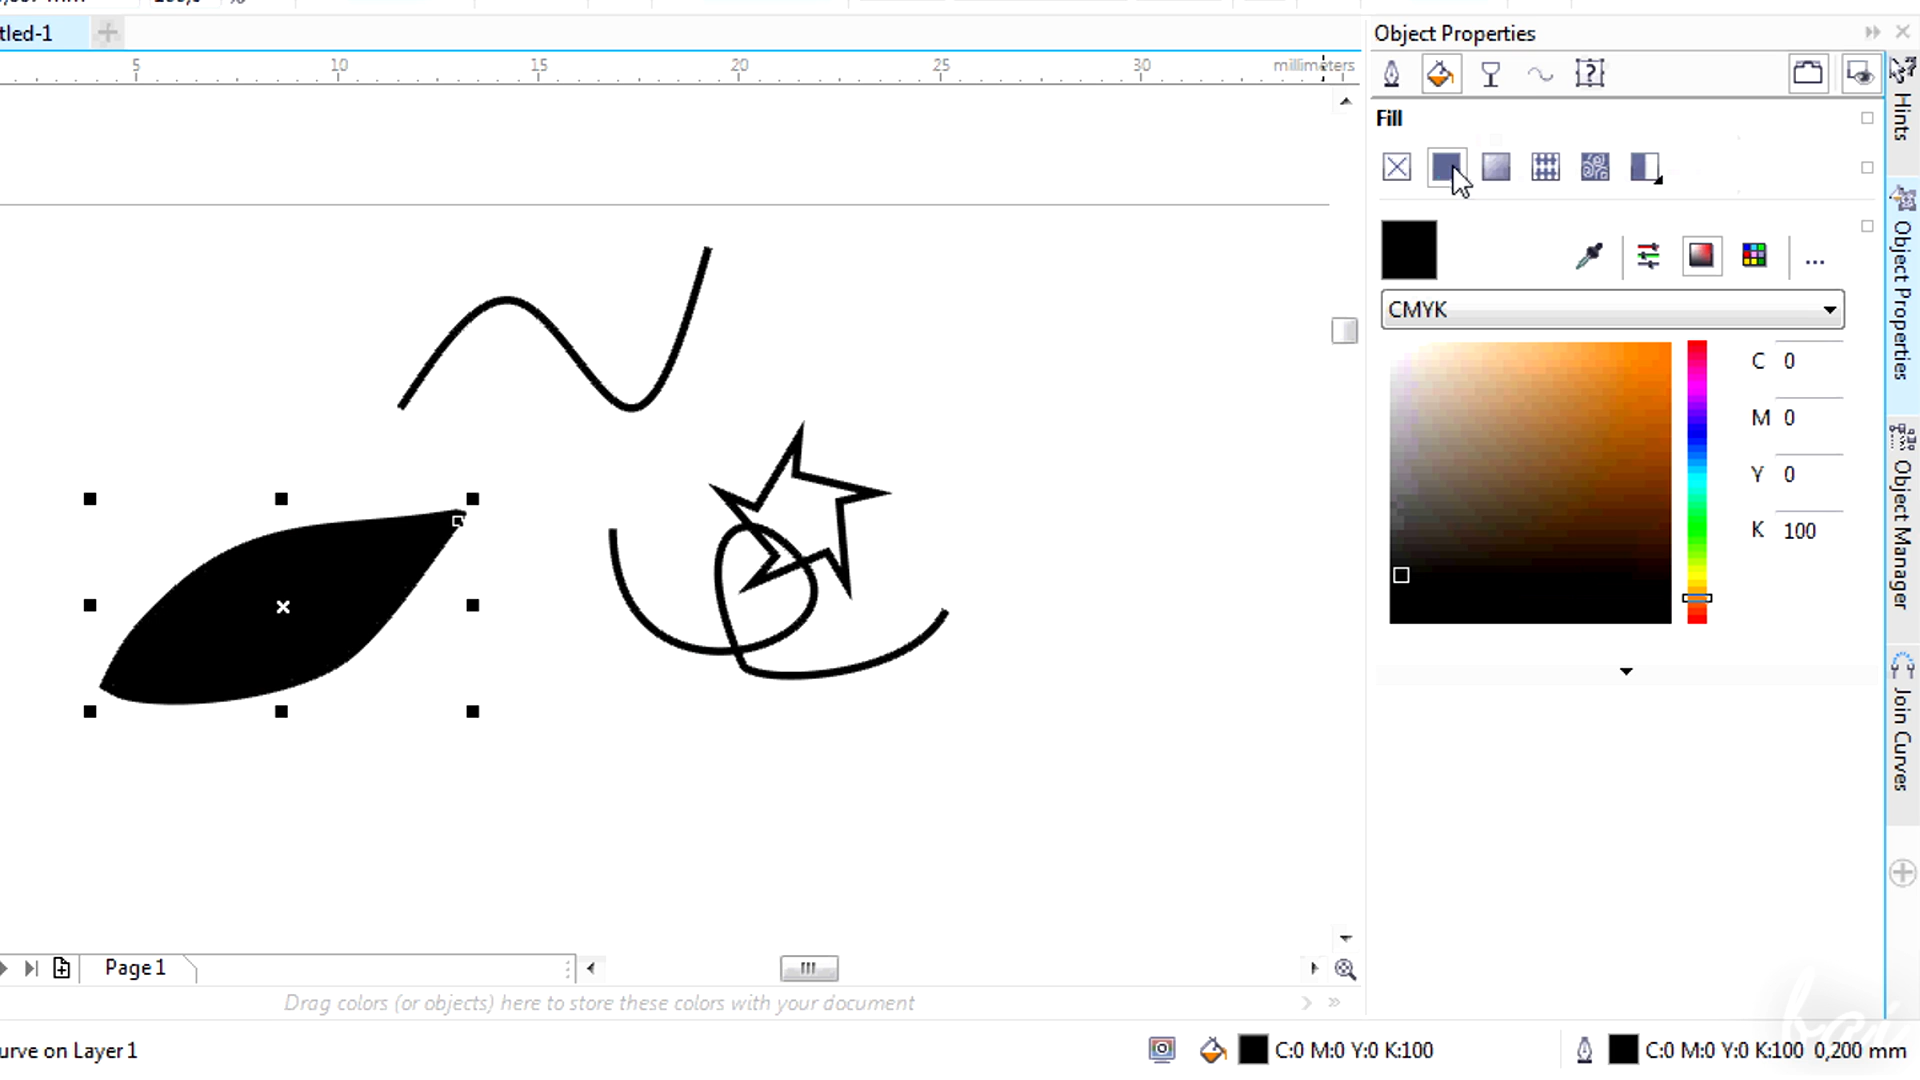 tled-1
Object Properties
5 10 15 20 25 30 millimeters
Hints
Fill
Object Properties
CMYK
C 0
M 0
Y 0
K 100
Object Manager
Join Curves
Page 1
Drag colors (or objects) here to store these colors with your document
urve on Layer 1
C:0 M:0 Y:0 K:100
C:0 M:0 Y:0 K:100 0,200 mm